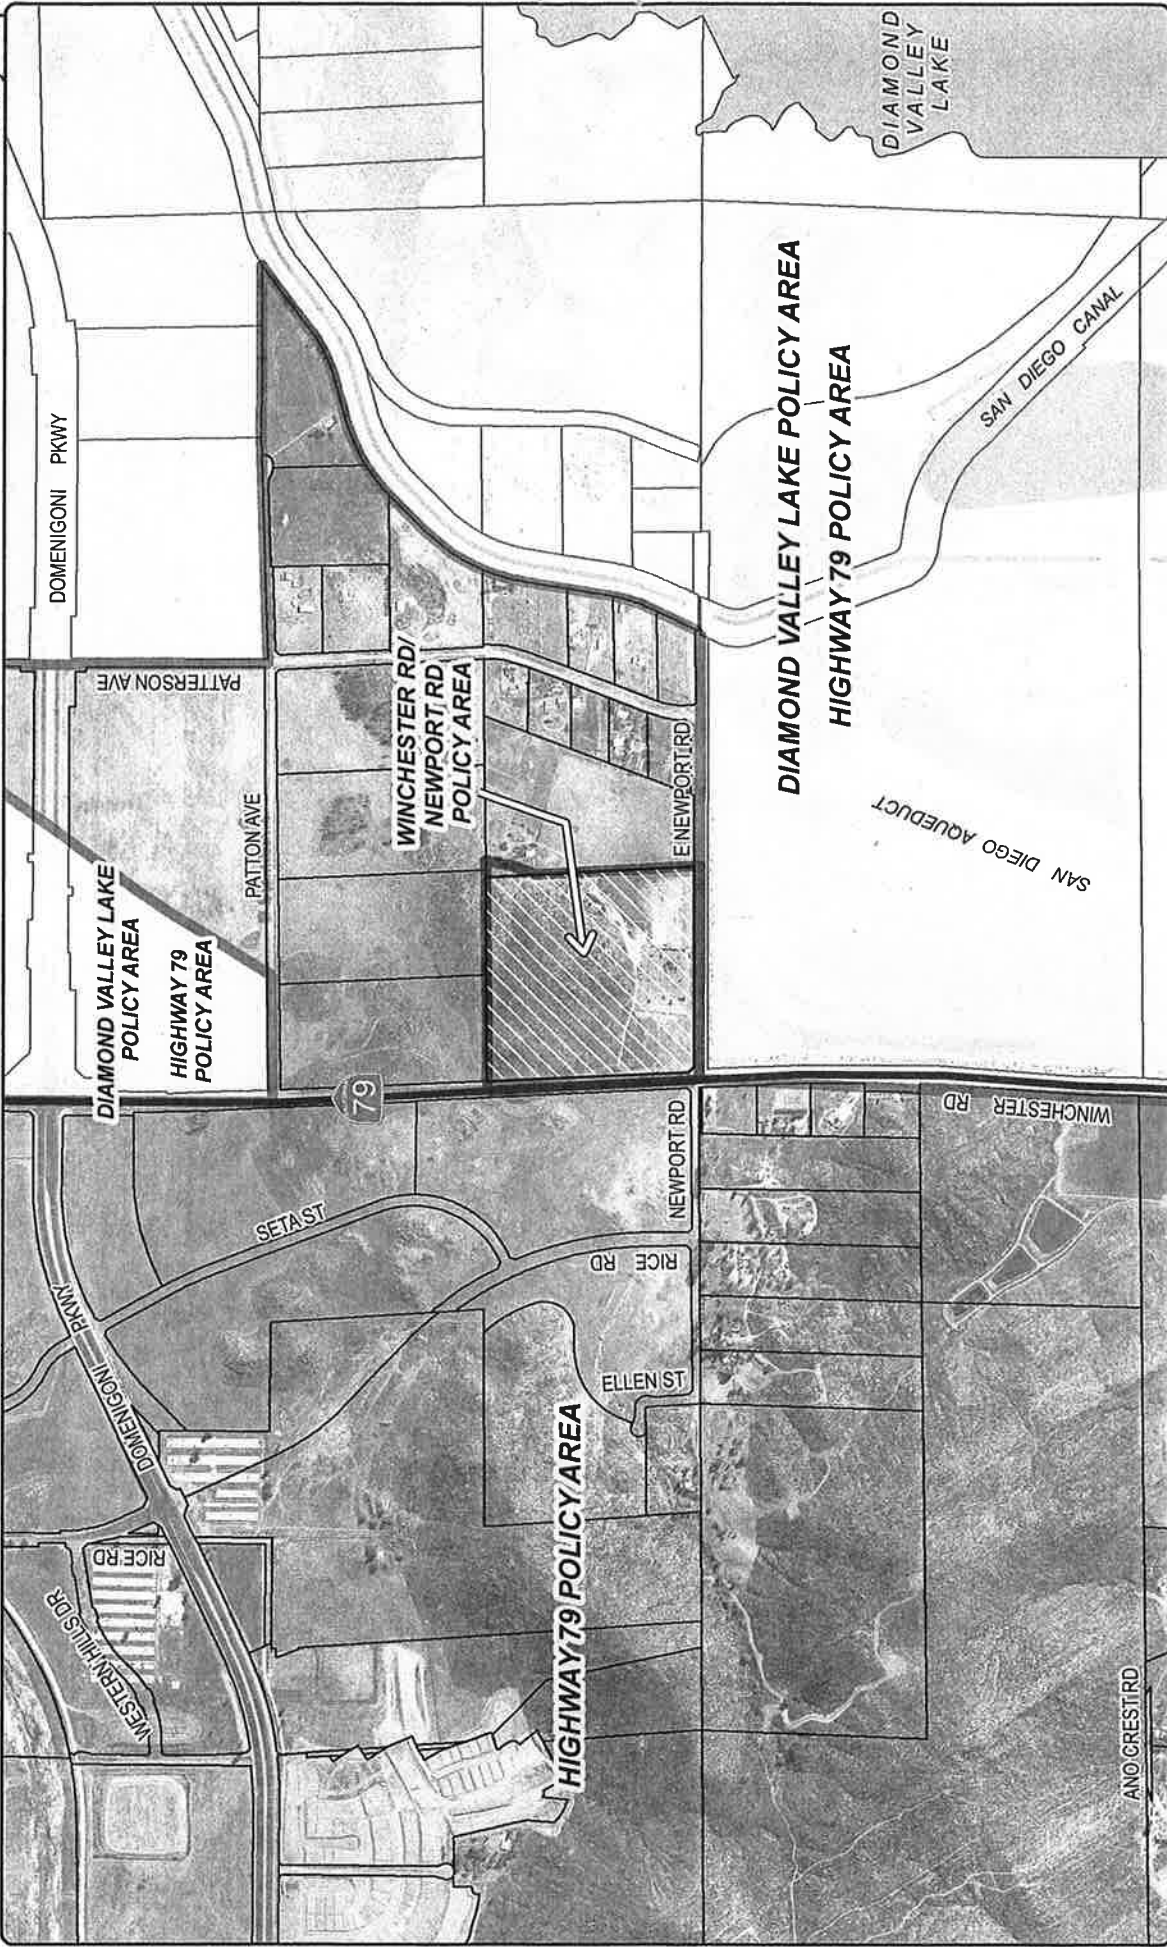 DOMENIGONI PKWY
DIAMOND
VALLEY
LAKE
PATTERSON AVE
PATTON AVE
DIAMOND VALLEY LAKE
POLICY AREA
HIGHWAY 79
POLICY AREA
WINCHESTER RD/
NEWPORT RD
POLICY AREA
E NEWPORT RD
DIAMOND VALLEY LAKE POLICY AREA
HIGHWAY 79 POLICY AREA
SAN DIEGO CANAL
SAN DIEGO AQUEDUCT
79
WINCHESTER RD
NEWPORT RD
SETA ST
RICE RD
ELLEN ST
DOMENIGONI PKWY
RICE RD
WESTERN HILLS DR
HIGHWAY 79 POLICY AREA
ANO CREST RD